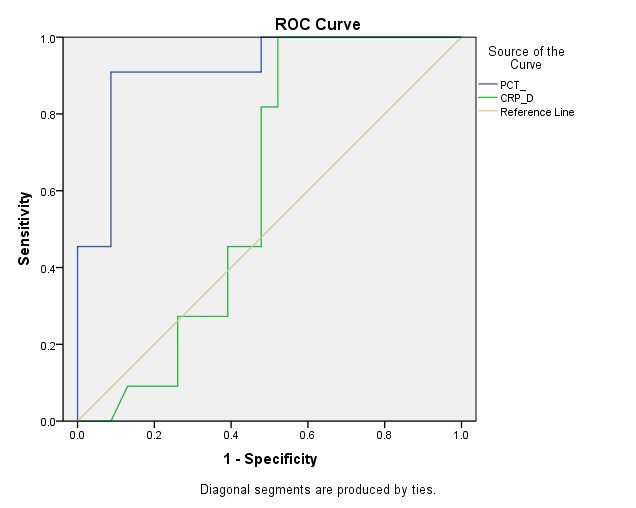 ROC Curve
Source of the
Curve
PCT_
CRP_D
Reference Line
Sensitivity
1.0
0.8
0.6
0.4
0.2
0.0
0.0 0.2 0.4 0.6 0.8 1.0
1 - Specificity
Diagonal segments are produced by ties.